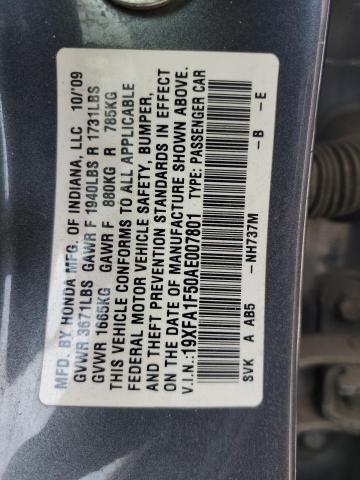 MFD. BY HONDA MFG. OF INDIANA, LLC 10/'09
GVWR 3671LBS GAWR F 1940LBS R 1731LBS
GVWR 1665KG GAWR F 880KG R 785KG
THIS VEHICLE CONFORMS TO ALL APPLICABLE
FEDERAL MOTOR VEHICLE SAFETY, BUMPER,
AND THEFT PREVENTION STANDARDS IN EFFECT
ON THE DATE OF MANUFACTURE SHOWN ABOVE.
V.I.N.:19XFA1F50AE007801 TYPE: PASSENGER CAR
SVK A AB5 -NH737M -B -E